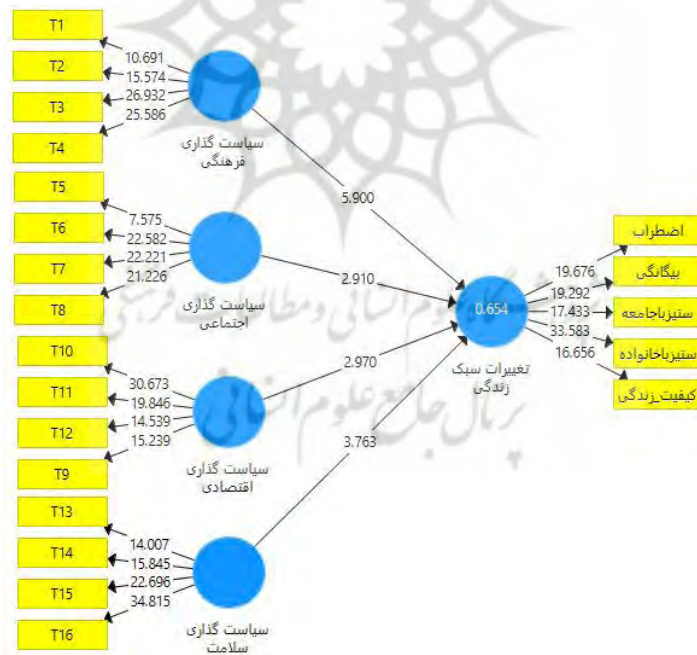 T1
T2
T3
T4
10.691
15.574
26.932
25.586
سیاست گذاری
فرهنگی
T5
T6
T7
T8
7.575
22.582
22.221
21.226
سیاست گذاری
اجتماعی
T10
T11
T12
T9
30.673
19.846
14.539
15.239
سیاست گذاری
اقتصادی
T13
T14
T15
T16
14.007
15.845
22.696
34.815
سیاست گذاری
سلامت
5.900
2.910
2.970
3.763
0.654
تغییرات سبک
زندگی
19.676
19.292
17.433
33.583
16.656
اضطراب
بیگانگی
ستیزباجامعه
ستیزباخانواده
کیفیت_زندگی
پرتال جامع علوم انسانی